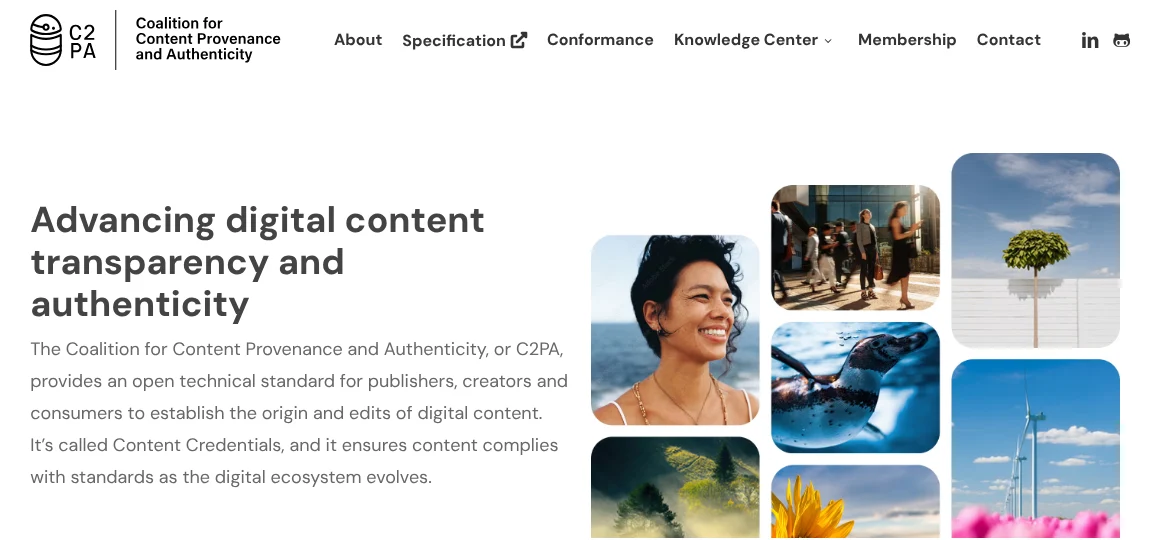 C2
PA
Coalition for
Content Provenance
and Authenticity
About
Specification
Conformance
Knowledge Center
Membership
Contact
in
Advancing digital content
transparency and
authenticity
The Coalition for Content Provenance and Authenticity, or C2PA,
provides an open technical standard for publishers, creators and
consumers to establish the origin and edits of digital content.
It’s called Content Credentials, and it ensures content complies
with standards as the digital ecosystem evolves.